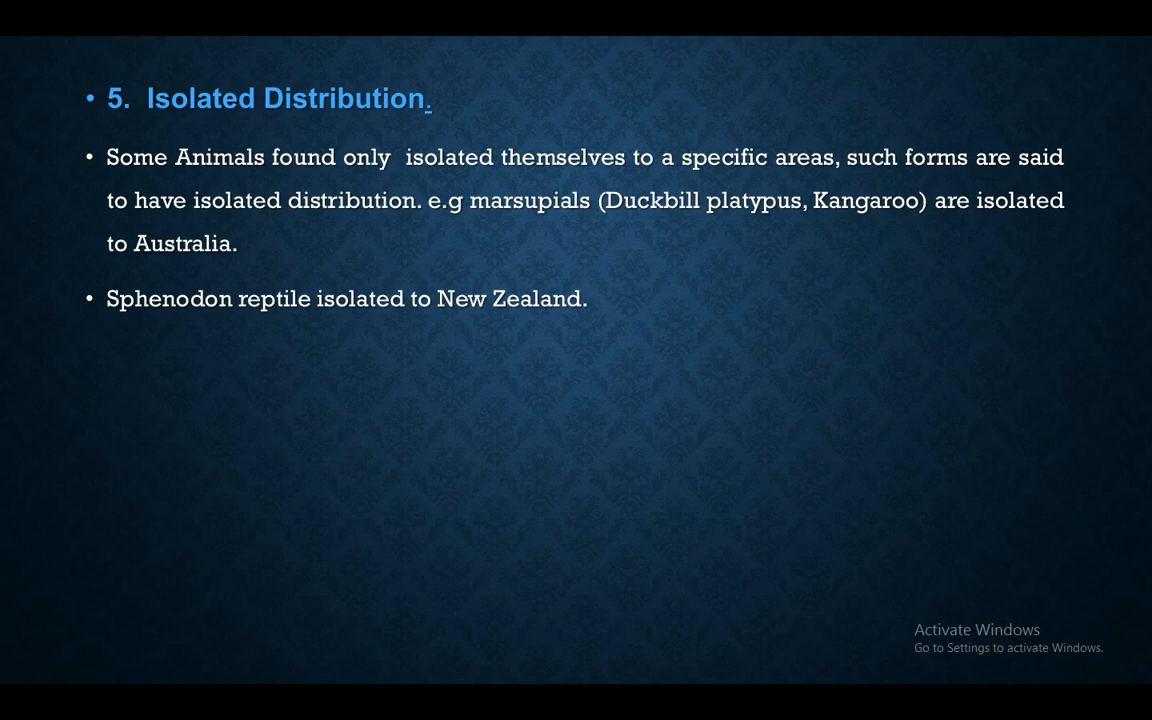 • 5. Isolated Distribution.
• Some Animals found only  isolated themselves to a specific areas, such forms are said
to have isolated distribution. e.g marsupials (Duckbill platypus, Kangaroo) are isolated
to Australia.
• Sphenodon reptile isolated to New Zealand.
Activate Windows
Go to Settings to activate Windows.